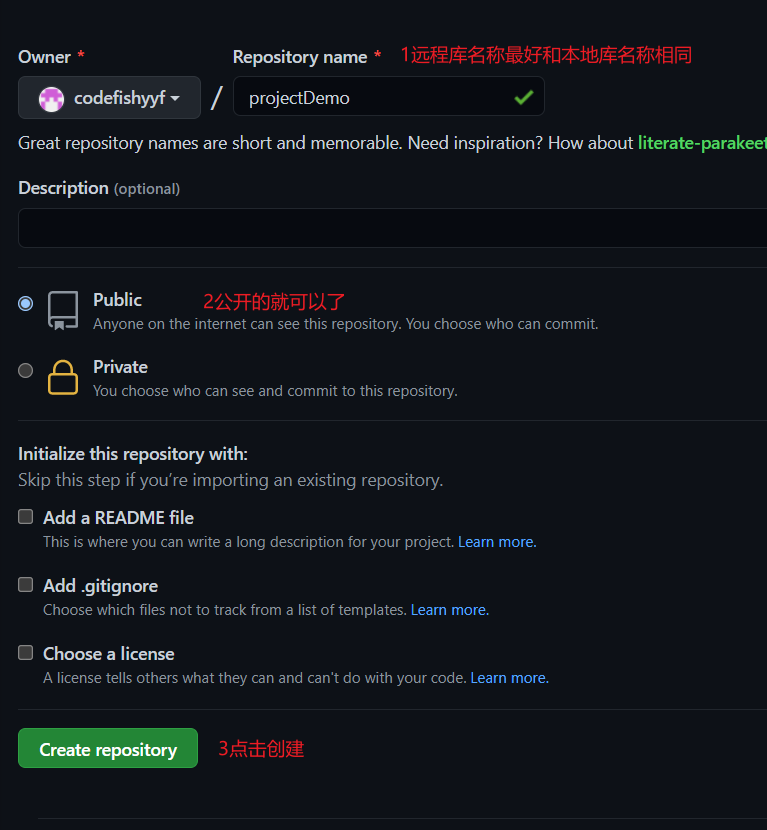 Owner * Repository name * 1远程库名称最好和本地库名称相同
codefishyyf / projectDemo
Great repository names are short and memorable. Need inspiration? How about literate-parakeet
Description (optional)
Public 2公开的就可以了
Anyone on the internet can see this repository. You choose who can commit.
Private
You choose who can see and commit to this repository.
Initialize this repository with:
Skip this step if you’re importing an existing repository.
Add a README file
This is where you can write a long description for your project. Learn more.
Add .gitignore
Choose which files not to track from a list of templates. Learn more.
Choose a license
A license tells others what they can and can't do with your code. Learn more.
Create repository 3点击创建